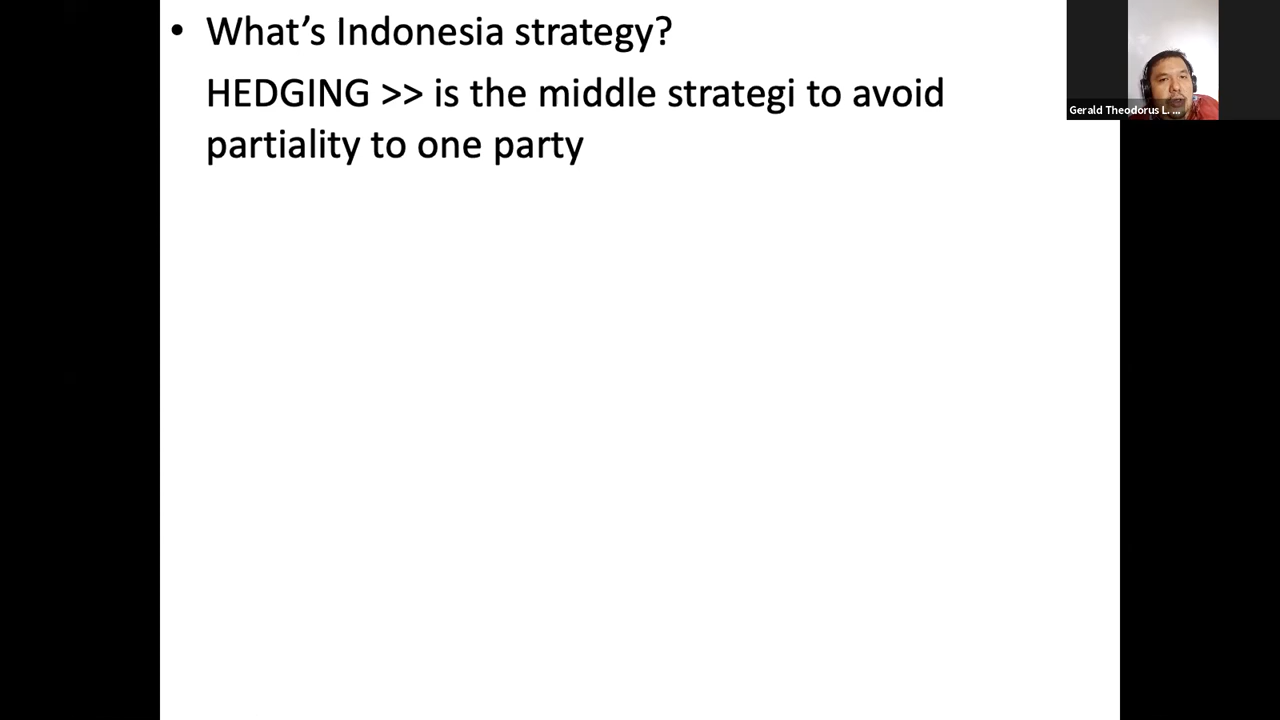 • What's Indonesia strategy?
HEDGING >> is the middle strategi to avoid
partiality to one party
Gerald Theodorus L. ...